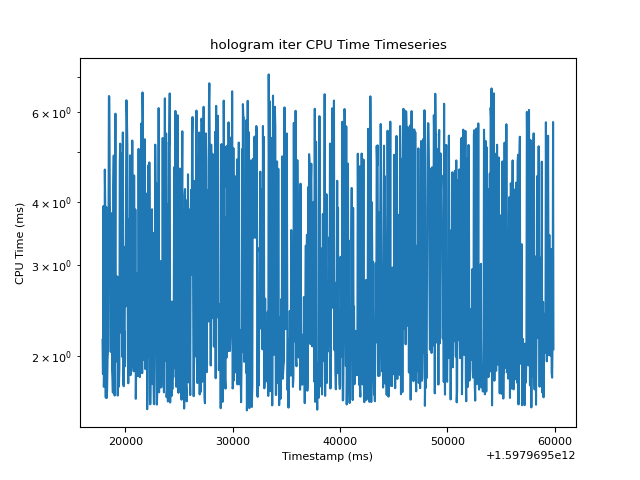 hologram iter CPU Time Timeseries
CPU Time (ms)
6 × 10⁰
4 × 10⁰
3 × 10⁰
2 × 10⁰
20000 30000 40000 50000 60000
Timestamp (ms)
+1.5979695e12